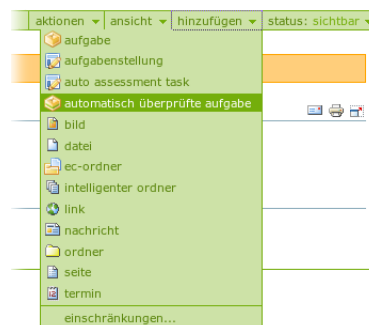 aktionen ansicht hinzufügen status: sichtbar
aufgabe
aufgabenstellung
auto assessment task
automatisch überprüfte aufgabe
bild
datei
ec-ordner
intelligenter ordner
link
nachricht
ordner
seite
termin
einschränkungen...